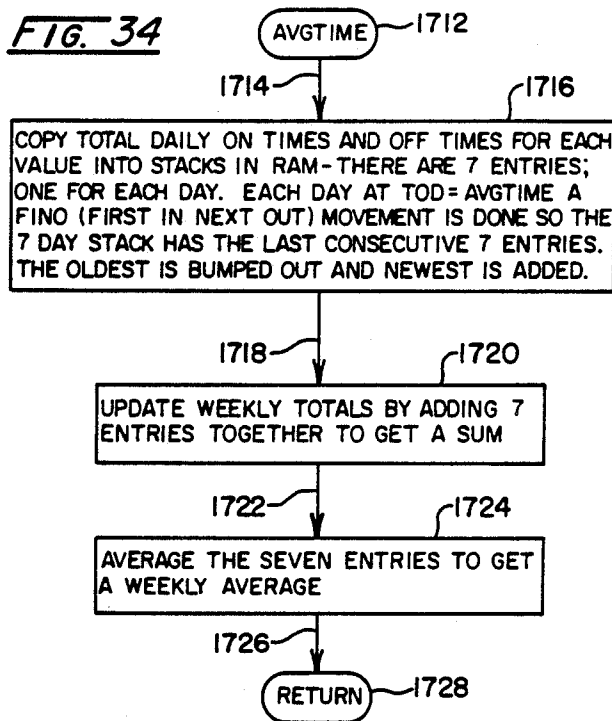 FIG. 34
AVGTIME
1712
1714
1716
COPY TOTAL DAILY ON TIMES AND OFF TIMES FOR EACH
VALUE INTO STACKS IN RAM-THERE ARE 7 ENTRIES;
ONE FOR EACH DAY. EACH DAY AT TOD=AVGTIME A
FINO (FIRST IN NEXT OUT) MOVEMENT IS DONE SO THE
7 DAY STACK HAS THE LAST CONSECUTIVE 7 ENTRIES.
THE OLDEST IS BUMPED OUT AND NEWEST IS ADDED.
1718
1720
UPDATE WEEKLY TOTALS BY ADDING 7
ENTRIES TOGETHER TO GET A SUM
1722
1724
AVERAGE THE SEVEN ENTRIES TO GET
A WEEKLY AVERAGE
1726
RETURN
1728